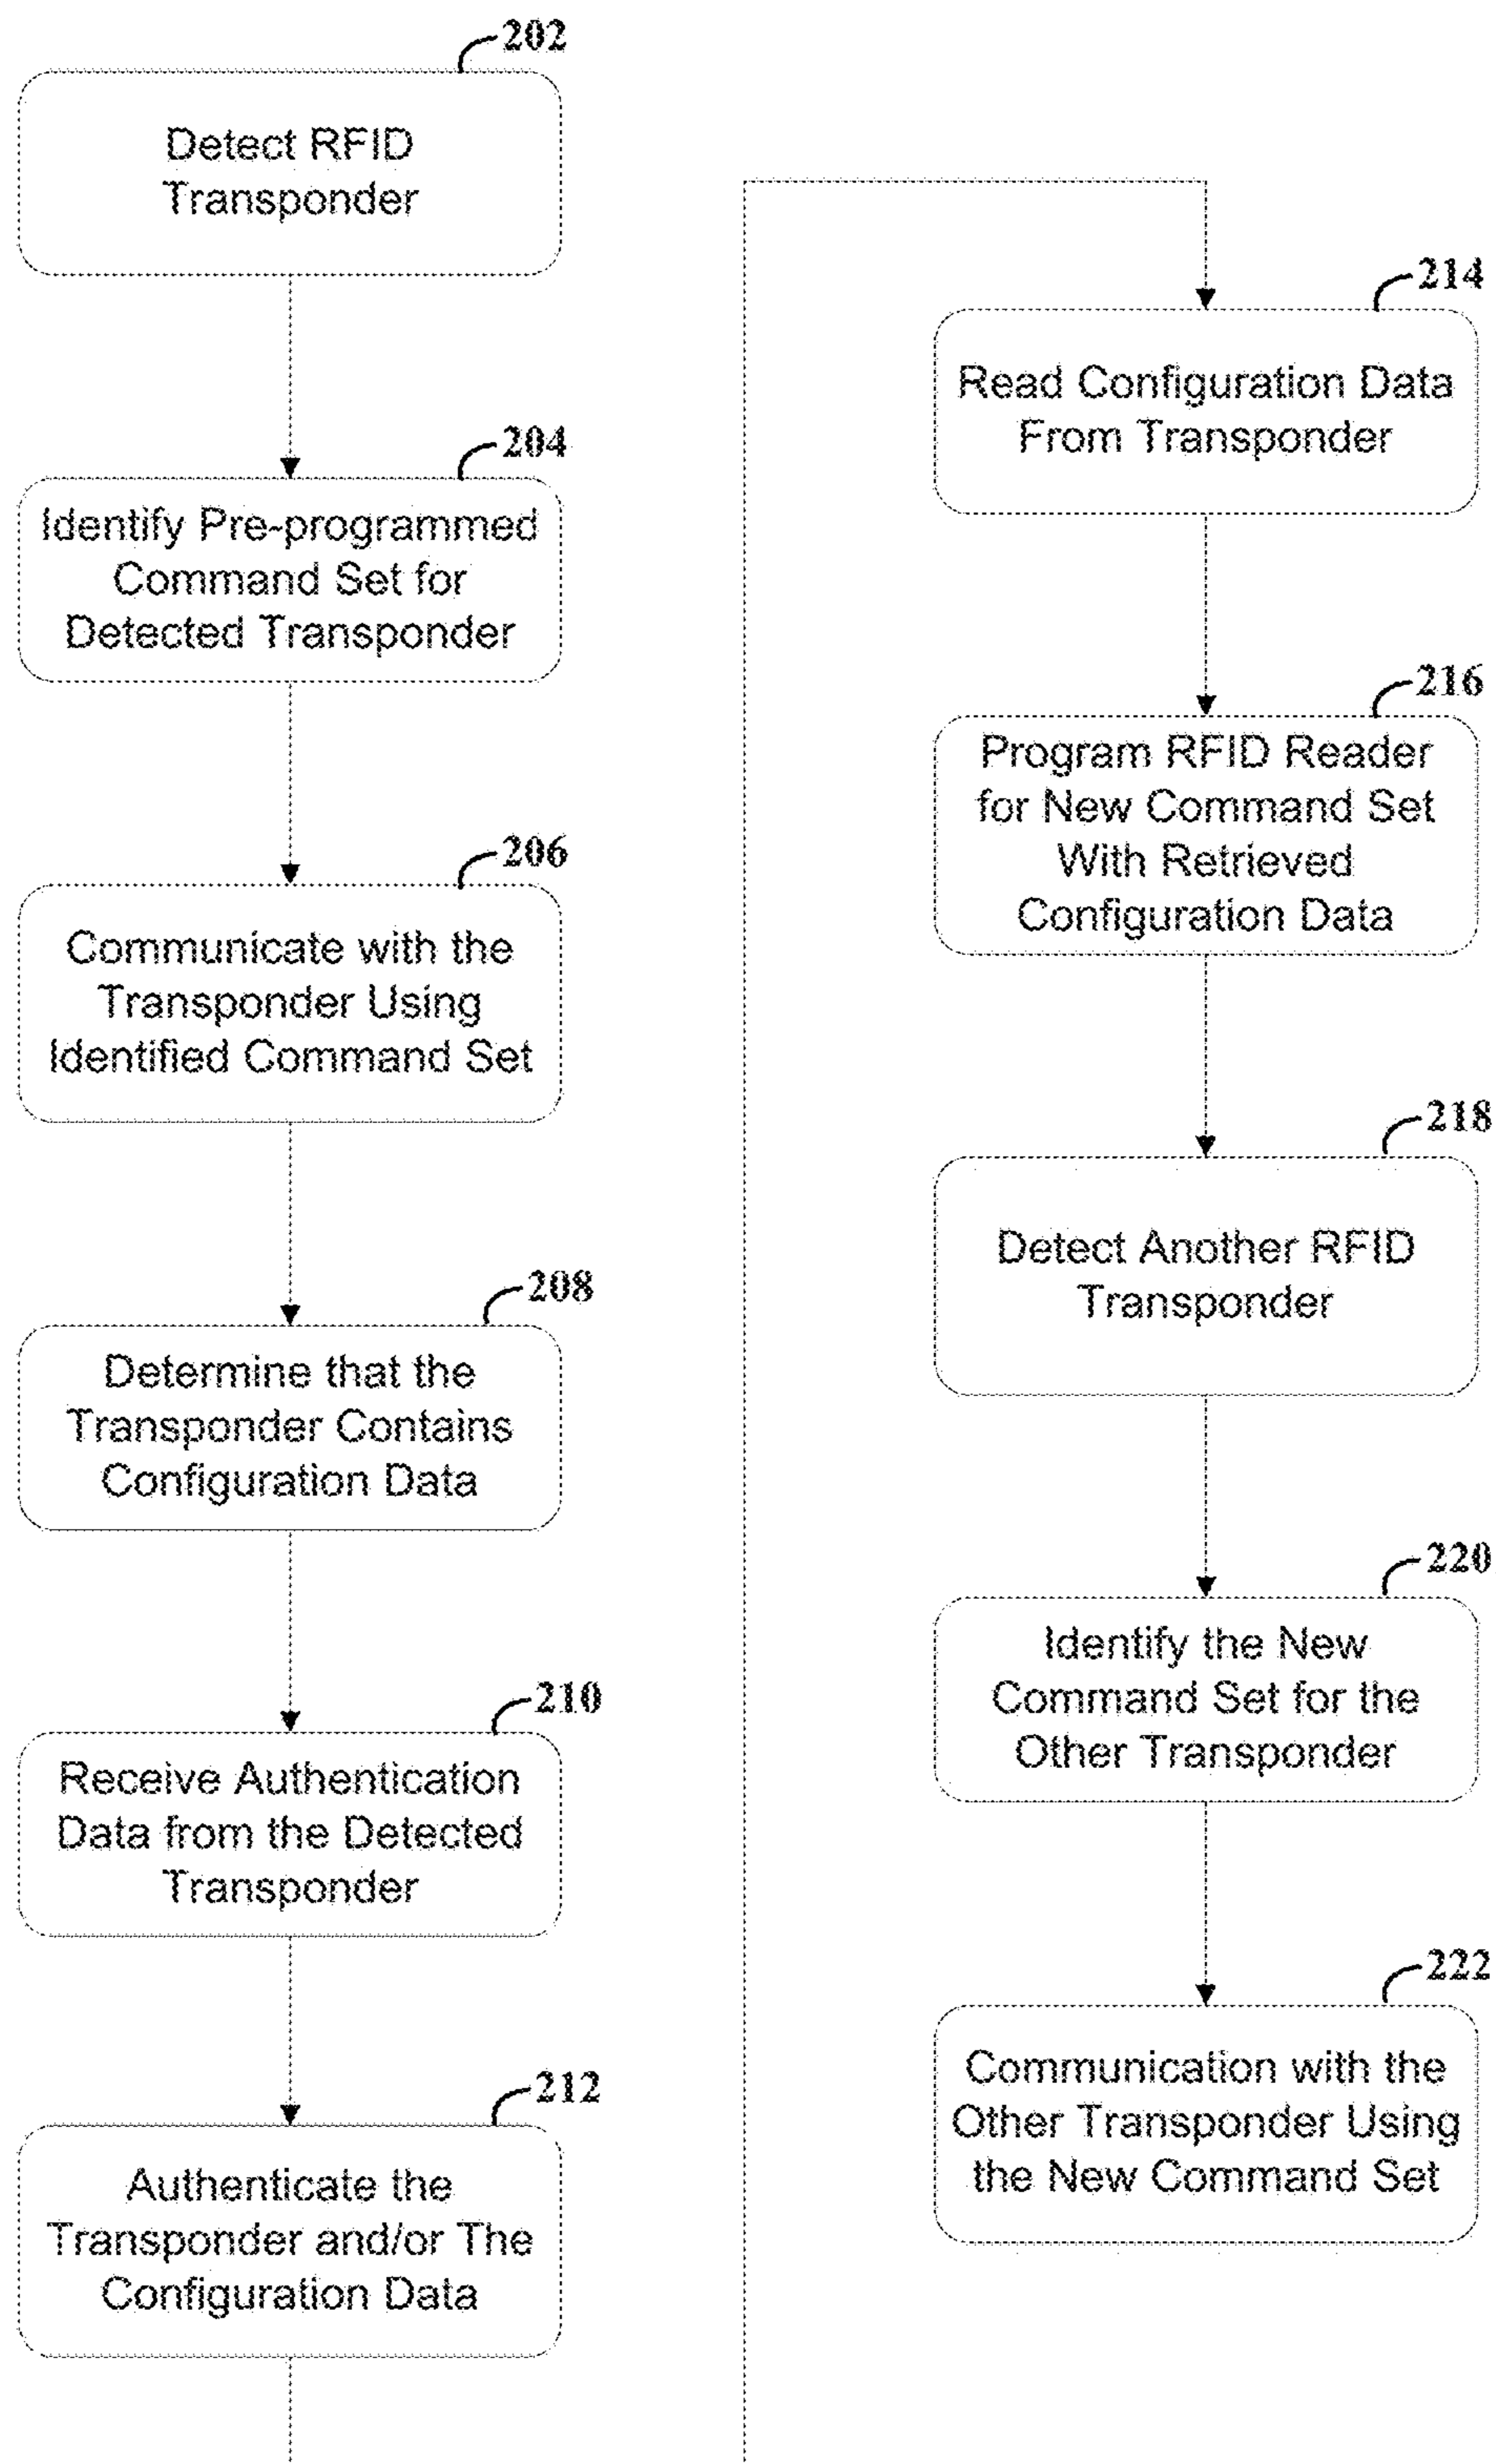 202
Detect RFID
Transponder
204
Identify Pre-programmed
Command Set for
Detected Transponder
206
Communicate with the
Transponder Using
Identified Command Set
208
Determine that the
Transponder Contains
Configuration Data
210
Receive Authentication
Data from the Detected
Transponder
212
Authenticate the
Transponder and/or The
Configuration Data
214
Read Configuration Data
From Transponder
216
Program RFID Reader
for New Command Set
With Retrieved
Configuration Data
218
Detect Another RFID
Transponder
220
Identify the New
Command Set for the
Other Transponder
222
Communication with the
Other Transponder Using
the New Command Set